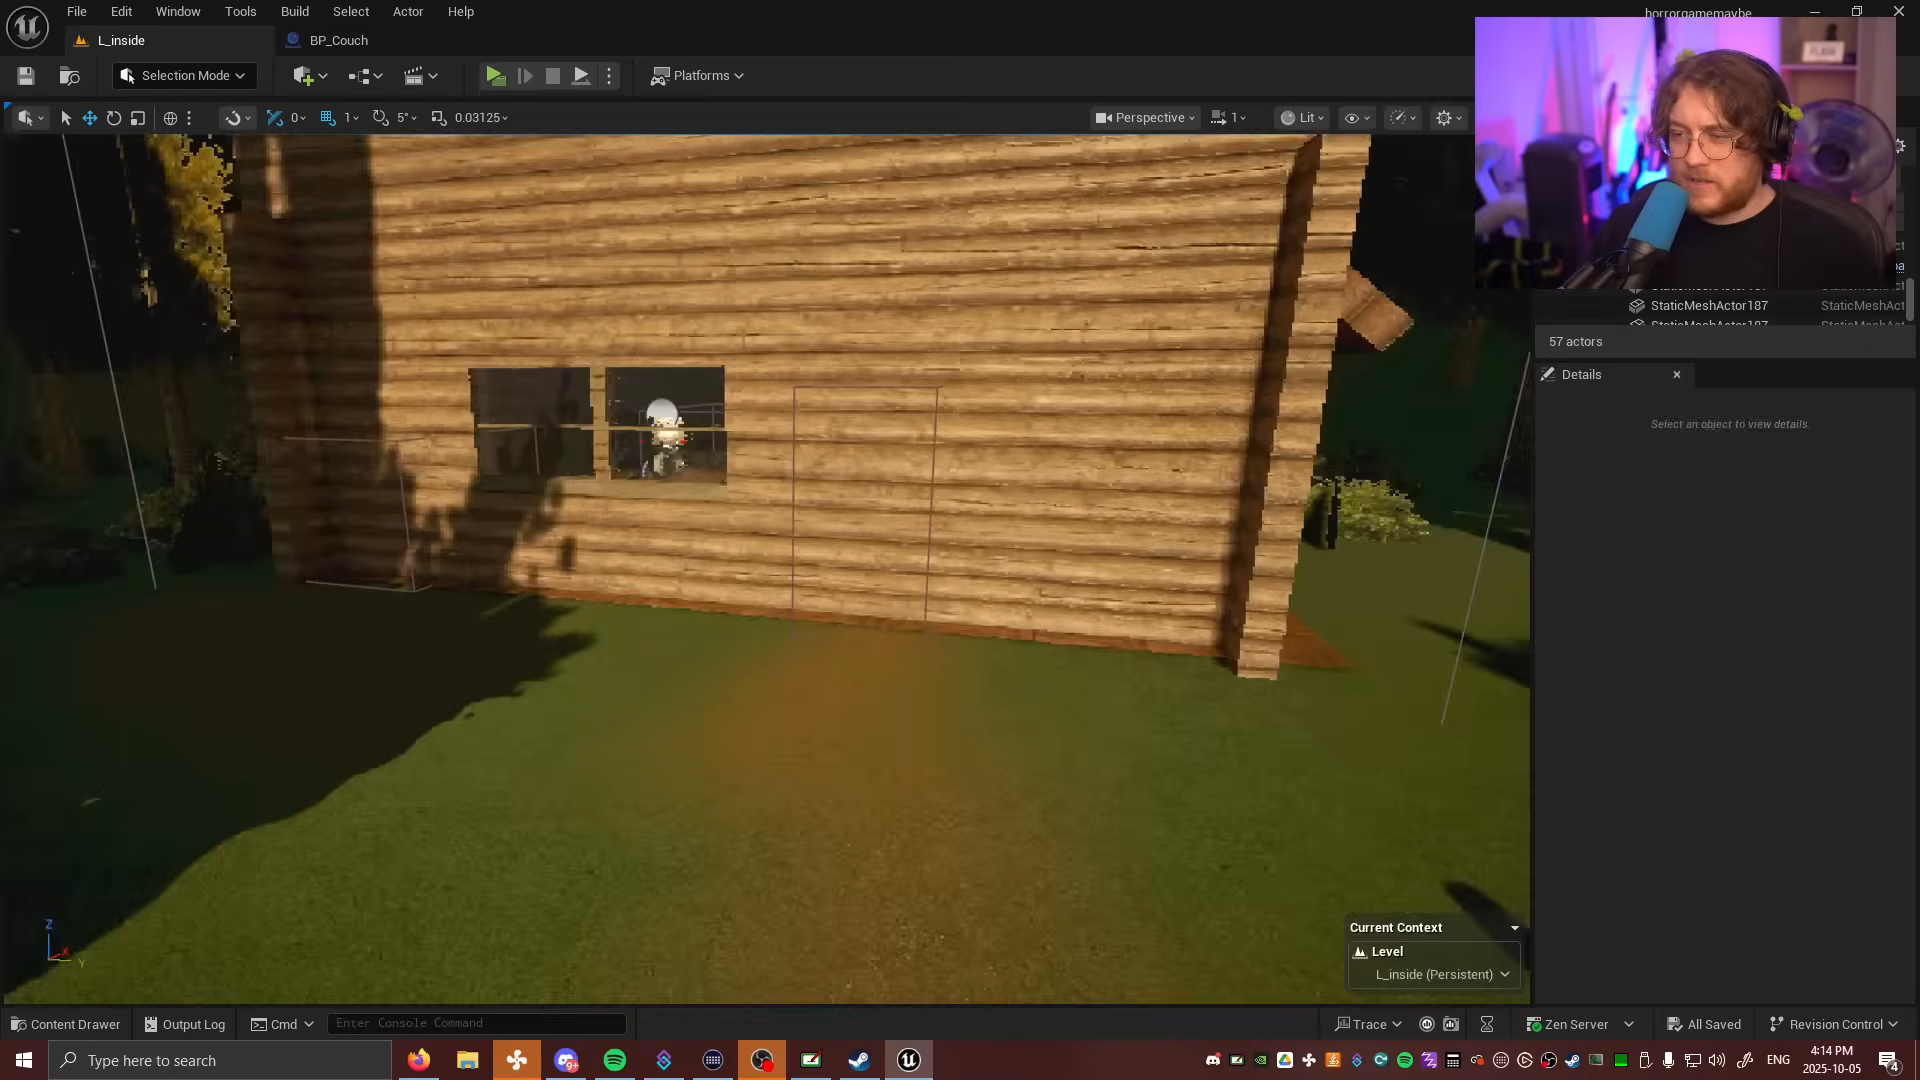 File Edit Window Tools Build Select Actor Help
horrorgamemaybe
L_inside
BP_Couch
Selection Mode
Platforms
0 1 5° 0.03125
Perspective 1 Lit
StaticMeshActor187 StaticMeshAct
57 actors
Details
Select an object to view details.
Current Context
Level
L_inside (Persistent)
Z
X
Y
Content Drawer Output Log Cmd Enter Console Command
Trace Zen Server All Saved Revision Control
Type here to search
9+
ENG
4:14 PM
2025-10-05
4